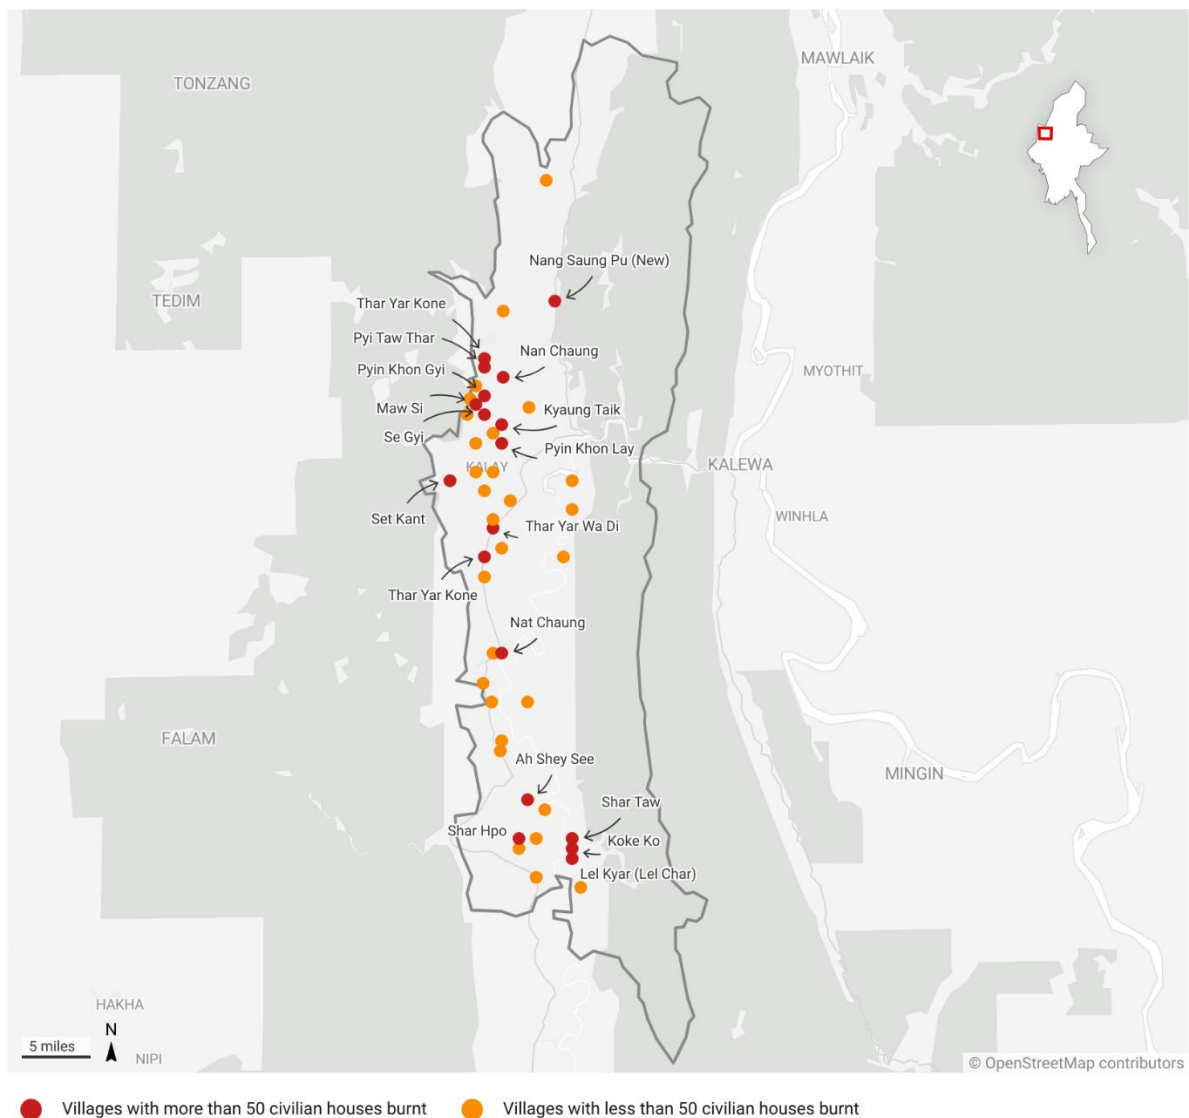 MAWLAIK
TONZANG
Nang Saung Pu (New)
TEDIM
Thar Yar Kone
Pyi Taw Thar
Nan Chaung
Pyin Khon Gyi
MYOTHIT
Maw Si
Kyaung Taik
Se Gyi
Pyin Khon Lay
KALAY
KALEWA
Set Kant
WINHLA
Thar Yar Wa Di
Thar Yar Kone
Nat Chaung
FALAM
Ah Shey See
MINGIN
Shar Taw
Shar Hpo
Koke Ko
Lel Kyar (Lel Char)
HAKHA
N
5 miles
NIPI
© OpenStreetMap contributors
Villages with more than 50 civilian houses burnt
Villages with less than 50 civilian houses burnt